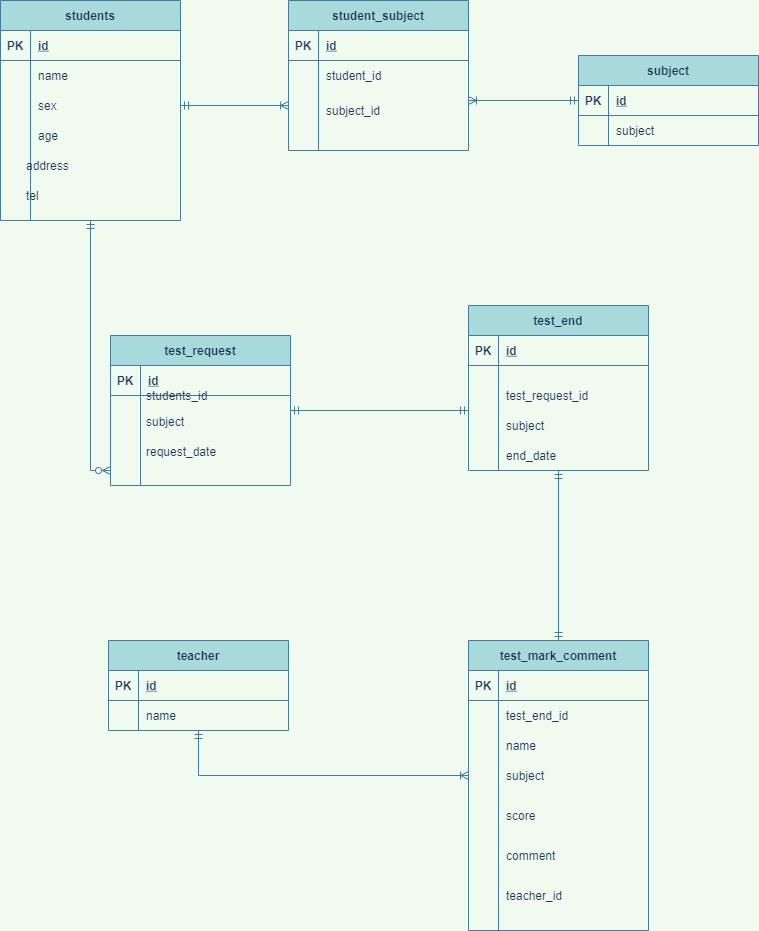 students
PK id
name
sex
age
address
tel
student_subject
PK id
student_id
subject_id
subject
PK id
subject
test_request
PK id
students_id
subject
request_date
test_end
PK id
test_request_id
subject
end_date
teacher
PK id
name
test_mark_comment
PK id
test_end_id
name
subject
score
comment
teacher_id